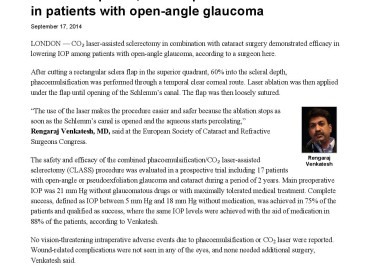 in patients with open-angle glaucoma
September 17, 2014
LONDON — CO₂ laser-assisted sclerectomy in combination with cataract surgery demonstrated efficacy in
lowering IOP among patients with open-angle glaucoma, according to a surgeon here.
After cutting a rectangular sclera flap in the superior quadrant, 60% into the scleral depth,
phacoemulsification was performed through a temporal clear corneal route. Laser ablation was then applied
under the flap until opening of the Schlemm's canal. The flap was then loosely sutured.
"The use of the laser makes the procedure easier and safer because the ablation stops as
soon as the Schlemm's canal is opened and the aqueous starts percolating,"
Rengaraj Venkatesh, MD, said at the European Society of Cataract and Refractive
Surgeons Congress.
Rengaraj
Venkatesh
The safety and efficacy of the combined phacoemulsification/CO₂ laser-assisted
sclerectomy (CLASS) procedure was evaluated in a prospective trial including 17 patients
with open-angle or pseudoexfoliation glaucoma and cataract during a period of 2 years. Main preoperative
IOP was 21 mm Hg without glaucomatous drugs or with maximally tolerated medical treatment. Complete
success, defined as IOP between 5 mm Hg and 18 mm Hg without medication, was achieved in 75% of the
patients and qualified as success, where the same IOP levels were achieved with the aid of medication in
88% of the patients, according to Venkatesh.
No vision-threatening intraoperative adverse events due to phacoemulsification or CO₂ laser were reported.
Wound-related complications were not seen in any of the eyes, and none needed additional surgery,
Venkatesh said.